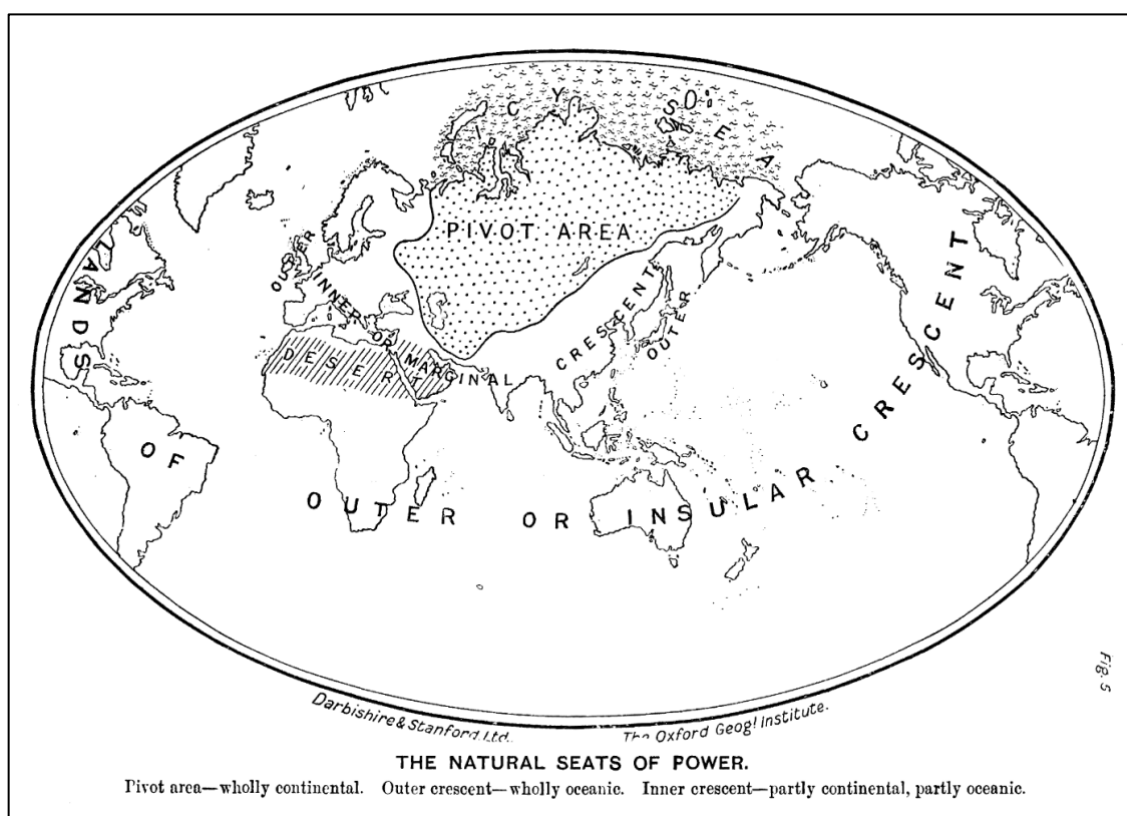 ICY SEA
PIVOT AREA
LANDS OF OUTER OR INSULAR CRESCENT
OUTER
INNER OR MARGINAL CRESCENT
OUTER
DESERT
Fig. 5
Darbishire & Stanford, Ltd.
The Oxford Geogl Institute.
THE NATURAL SEATS OF POWER.
Pivot area—wholly continental. Outer crescent—wholly oceanic. Inner crescent—partly continental, partly oceanic.